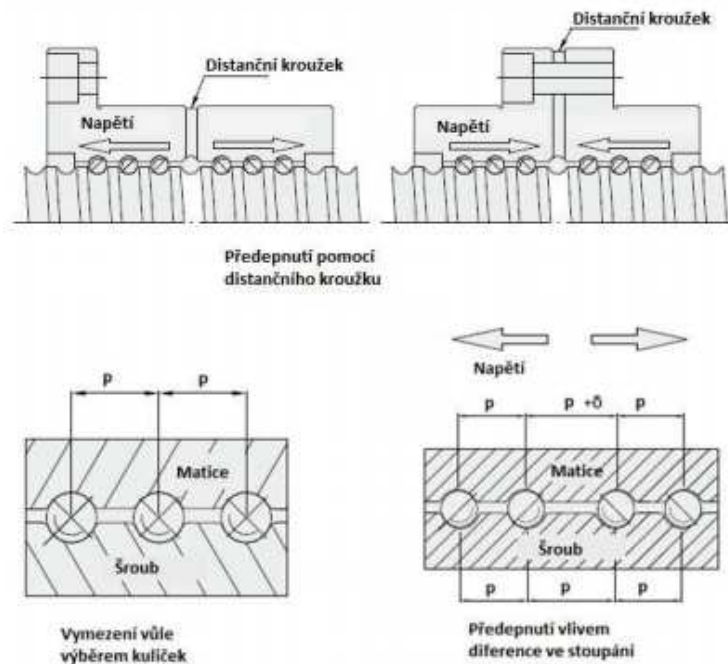 Distanční kroužek
Distanční kroužek
Napětí
Napětí
Předepnutí pomocí
distančního kroužku
Napětí
P P
P P +δ P
Matice
Matice
Šroub
Šroub
P P P
Vymezení vůle
výběrem kuliček
Předepnutí vlivem
diference ve stoupání